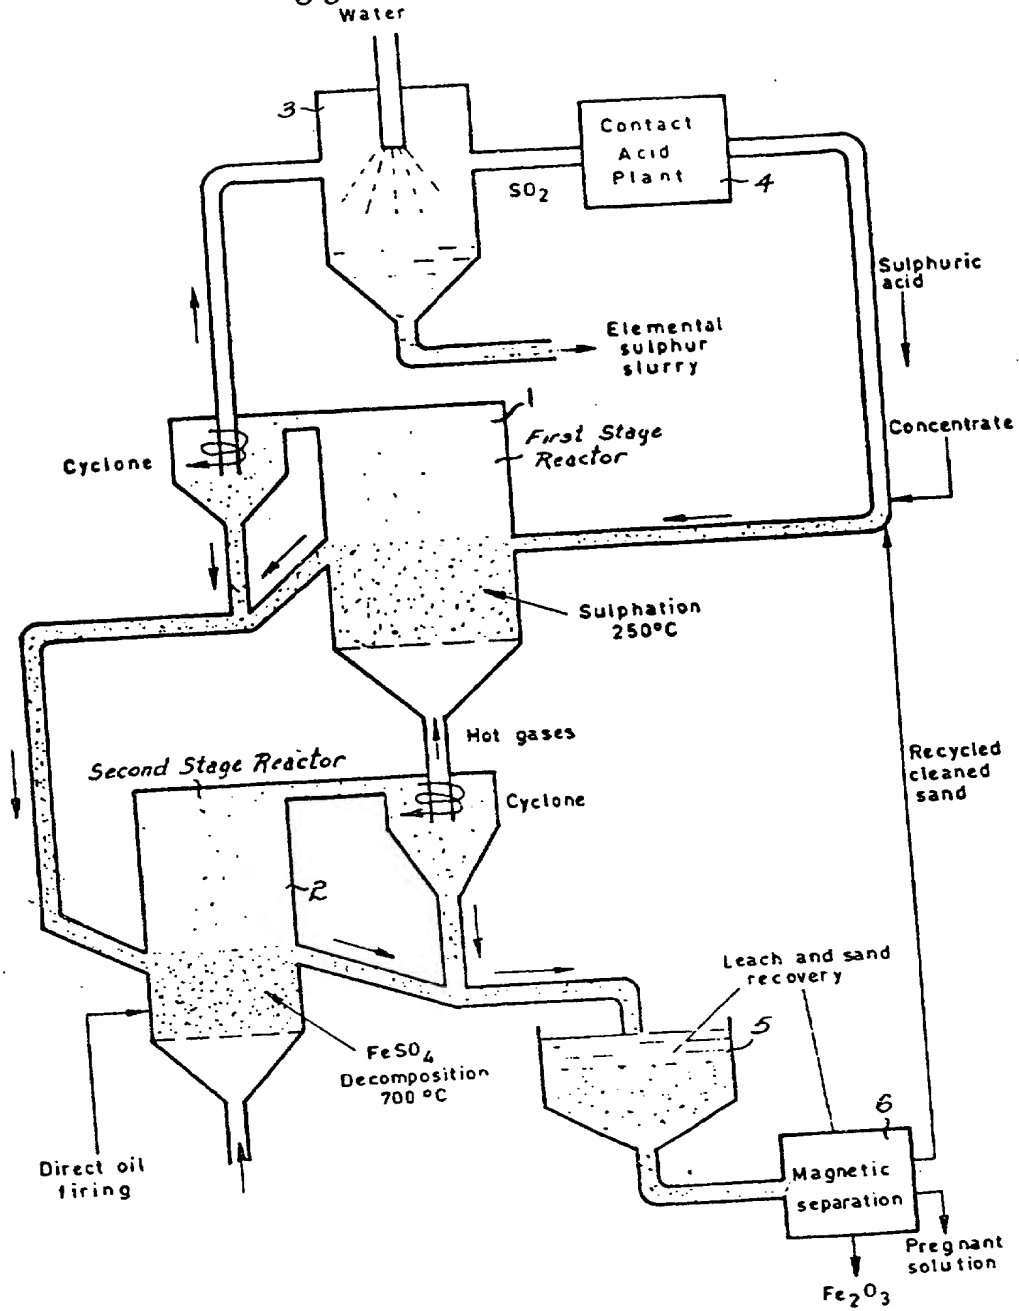 Water
3
Contact
Acid
Plant
4
SO2
Sulphuric
acid
Elemental
sulphur
slurry
1
First Stage
Reactor
Concentrate
Cyclone
Sulphation
250°C
Hot gases
Second Stage Reactor
Cyclone
Recycled
cleaned
sand
2
Leach and sand
recovery
5
FeSO4
Decomposition
700°C
6
Direct oil
firing
Magnetic
separation
Pregnant
solution
Fe2O3